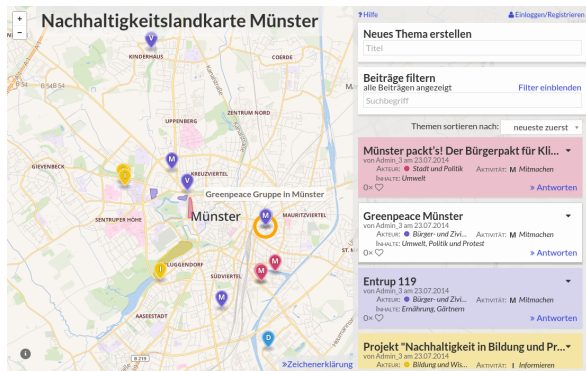 +
−
Nachhaltigkeitslandkarte Münster
V
KINDERHAUS
COERDE
B 54
B 54
B 54
Kanalstraße
UPPENBERG
ZENTRUM NORD
M
GIEVENBECK
V
KREUZVIERTEL
Greenpeace Gruppe in Münster
M
MAURITZVIERTEL
SENTRUPER HÖHE
Münster
I
PLUGGENDORF
M
M
SÜDVIERTEL
M
AASEESTADT
D
B 219
i
»Zeichenerklärung
? Hilfe
Einloggen/Registrieren
Neues Thema erstellen
Titel
Beiträge filtern
alle Beiträgen angezeigt
Filter einblenden
Suchbegriff
Themen sortieren nach:
neueste zuerst
Münster packt's! Der Bürgerpakt für Kli...
von Admin_3 am 23.07.2014
Akteur: Stadt und Politik Aktivität: M Mitmachen
Inhalte: Umwelt
0×
» Antworten
Greenpeace Münster
von Admin_3 am 23.07.2014
Akteur: Bürger- und Zivi... Aktivität: M Mitmachen
Inhalte: Umwelt, Politik und Protest
0×
» Antworten
Entrup 119
von Admin_3 am 23.07.2014
Akteur: Bürger- und Zivi... Aktivität: M Mitmachen
Inhalte: Ernährung, Gärtnern
0×
» Antworten
Projekt "Nachhaltigkeit in Bildung und Pr...
von Admin_3 am 23.07.2014
Akteur: Bildung und Wis... Aktivität: I Informieren